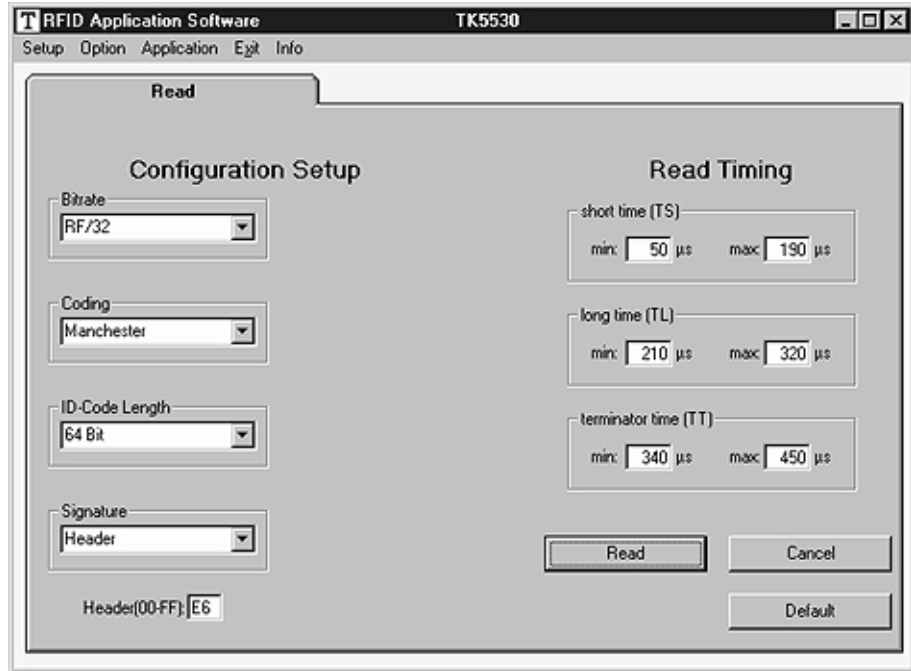 T RFID Application Software TK5530
Setup Option Application Exit Info
Read
Configuration Setup
Bitrate
RF/32
Coding
Manchester
ID-Code Length
64 Bit
Signature
Header
Header(00-FF): E6
Read Timing
short time (TS)
min: 50 µs max: 190 µs
long time (TL)
min: 210 µs max: 320 µs
terminator time (TT)
min: 340 µs max: 450 µs
Read Cancel
Default